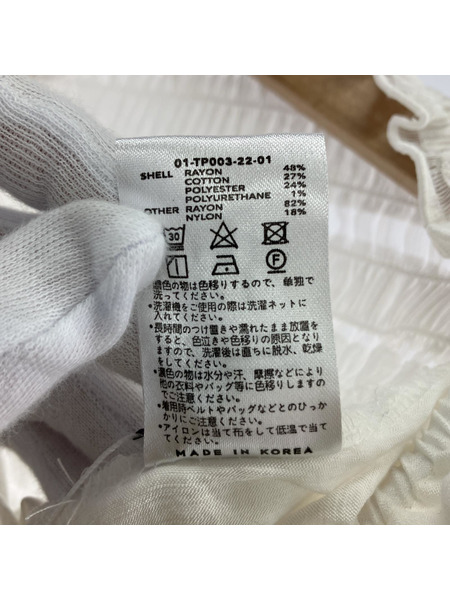 01-TP003-22-01
SHELL RAYON 48%
COTTON 27%
POLYESTER 24%
POLYURETHANE 1%
OTHER RAYON 82%
NYLON 18%
30
F
濃色の物は色移りするので、単独で
洗ってください。
・洗濯機をご使用の際は洗濯ネットに
入れてください。
・長時間のつけ置きや濡れたまま放置を
すると、色泣きや色移りの原因となり
ますので、洗濯後は直ちに脱水、乾燥
をしてください。
・濃色の物は水分や汗、摩擦などにより
他の衣料やバッグ等に色移りしますの
でご注意ください。
・着用時ベルトやバッグなどとのひっか
かりにご注意ください。
・アイロンは当て布をして低温で当て
てください。
MADE IN KOREA